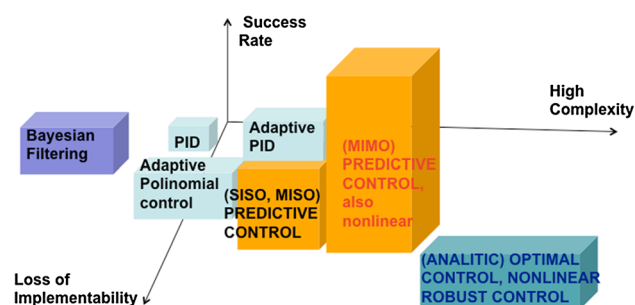 Success
Rate
High
Complexity
Bayesian
Filtering
PID
Adaptive
PID
Adaptive
Polinomial
control
(SISO, MISO)
PREDICTIVE
CONTROL
(MIMO)
PREDICTIVE
CONTROL,
also
nonlinear
(ANALITIC) OPTIMAL
CONTROL, NONLINEAR
ROBUST CONTROL
Loss of
Implementability